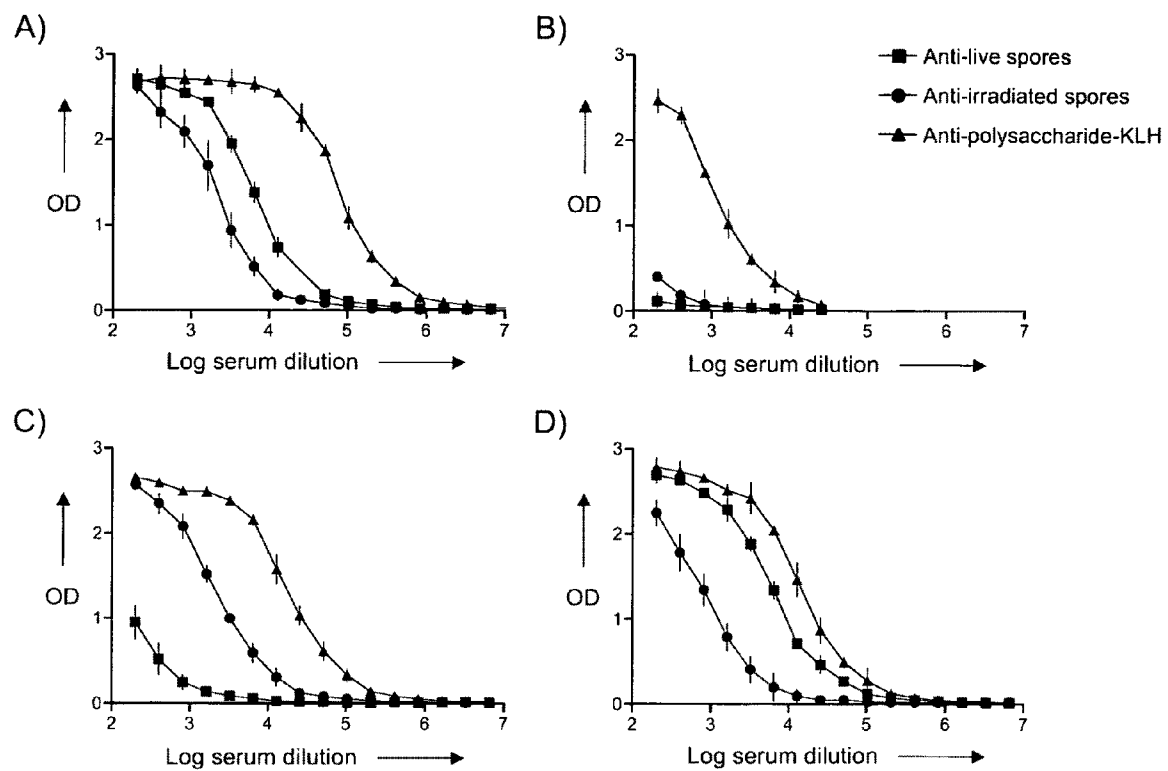 A)
3
2
1
0
OD
2 3 4 5 6 7
Log serum dilution
B)
3
2
1
0
OD
2 3 4 5 6 7
Log serum dilution
Anti-live spores
Anti-irradiated spores
Anti-polysaccharide-KLH
C)
3
2
1
0
OD
2 3 4 5 6 7
Log serum dilution
D)
3
2
1
0
OD
2 3 4 5 6 7
Log serum dilution